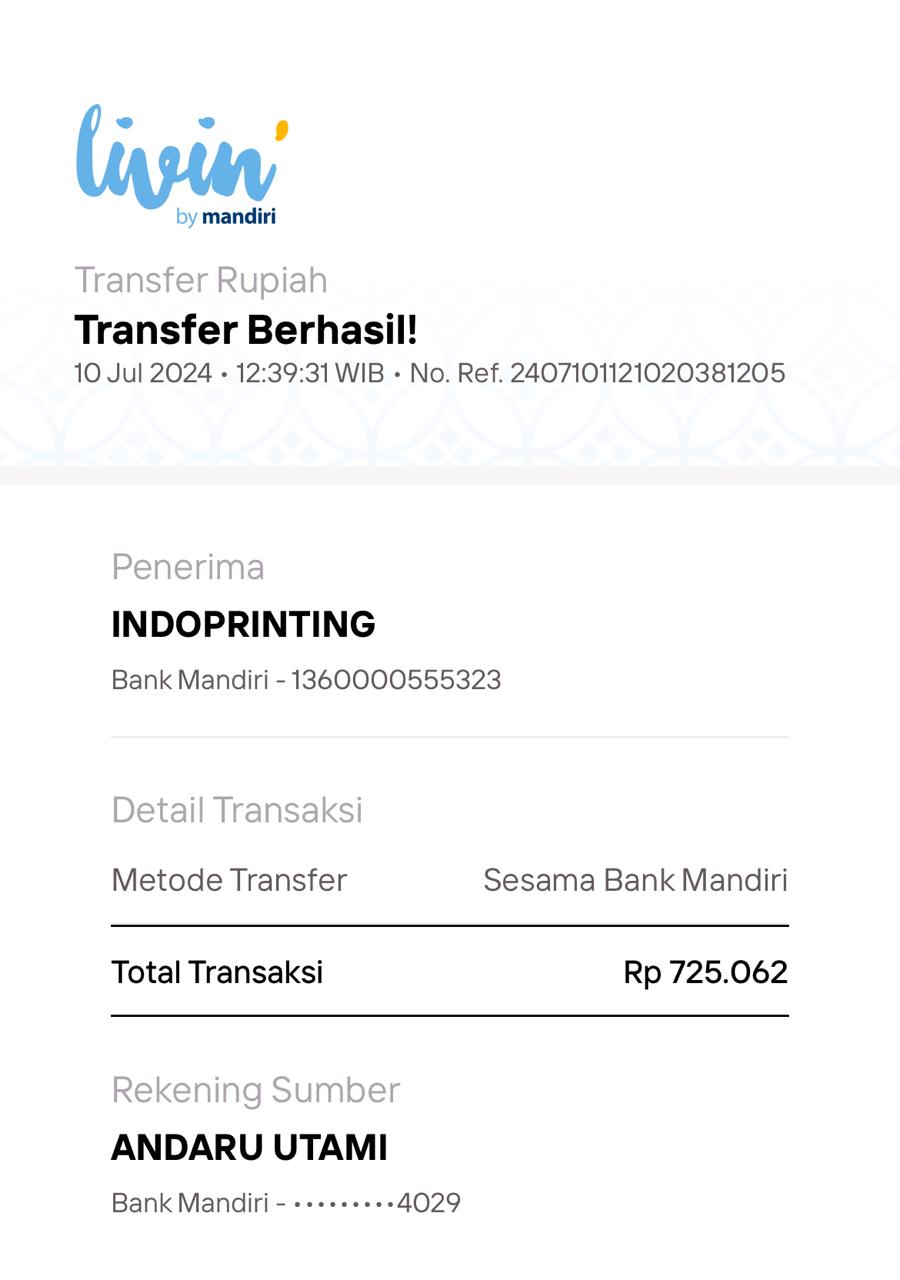 livin'
by mandiri
Transfer Rupiah
Transfer Berhasil!
10 Jul 2024 • 12:39:31 WIB • No. Ref. 2407101121020381205
Penerima
INDOPRINTING
Bank Mandiri - 1360000555323
Detail Transaksi
Metode Transfer Sesama Bank Mandiri
Total Transaksi Rp 725.062
Rekening Sumber
ANDARU UTAMI
Bank Mandiri - •••••••••4029